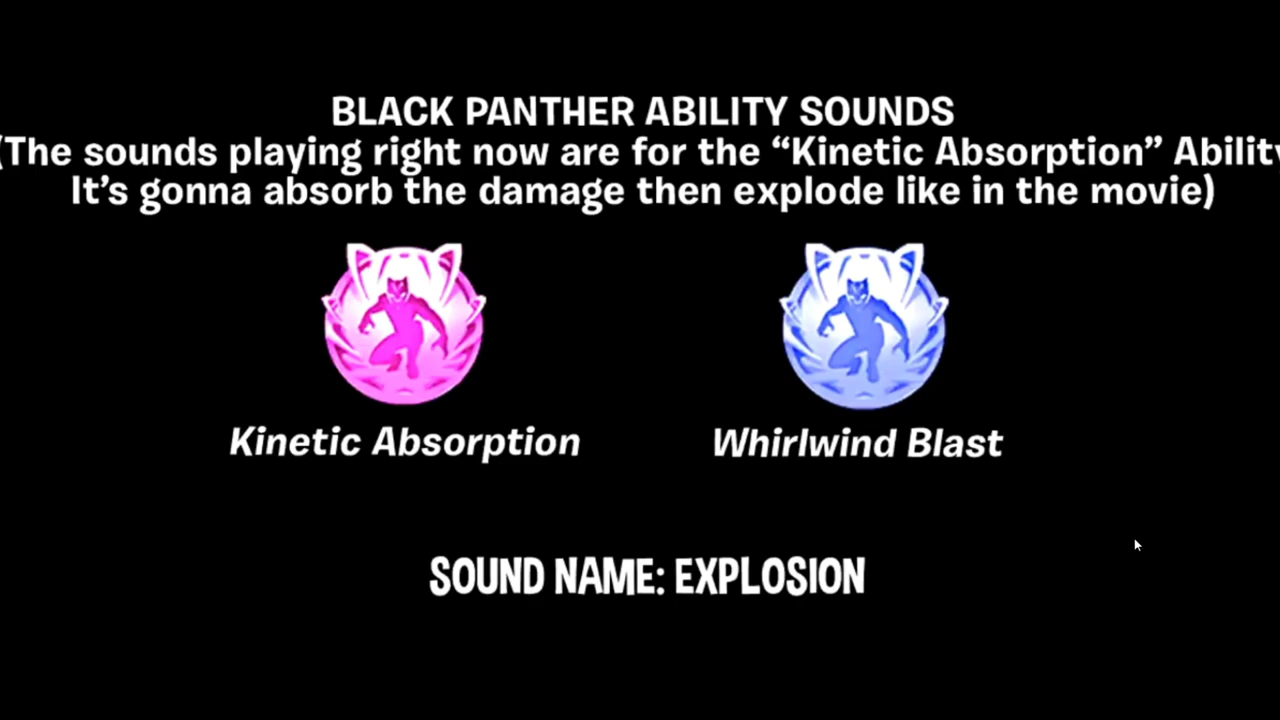 BLACK PANTHER ABILITY SOUNDS
(The sounds playing right now are for the “Kinetic Absorption” Ability
It’s gonna absorb the damage then explode like in the movie)
Kinetic Absorption
Whirlwind Blast
SOUND NAME: EXPLOSION